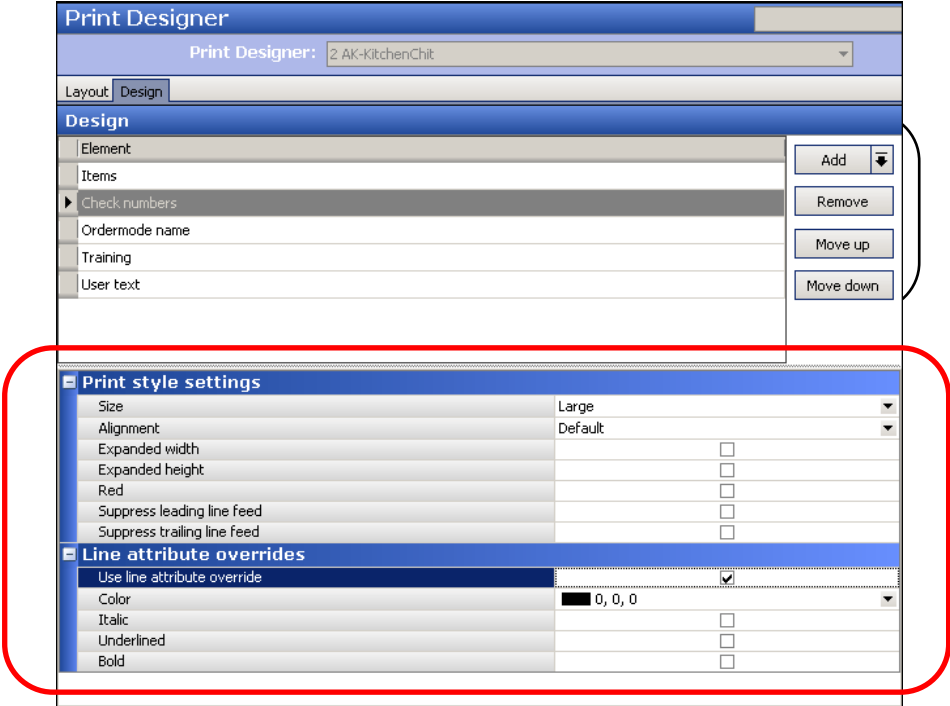 Print Designer
Print Designer: 2 AK-KitchenChit
Layout Design
Design
Element
Items
Check numbers
Ordermode name
Training
User text
Add
Remove
Move up
Move down
Print style settings
Size Large
Alignment Default
Expanded width
Expanded height
Red
Suppress leading line feed
Suppress trailing line feed
Line attribute overrides
Use line attribute override
Color 0, 0, 0
Italic
Underlined
Bold